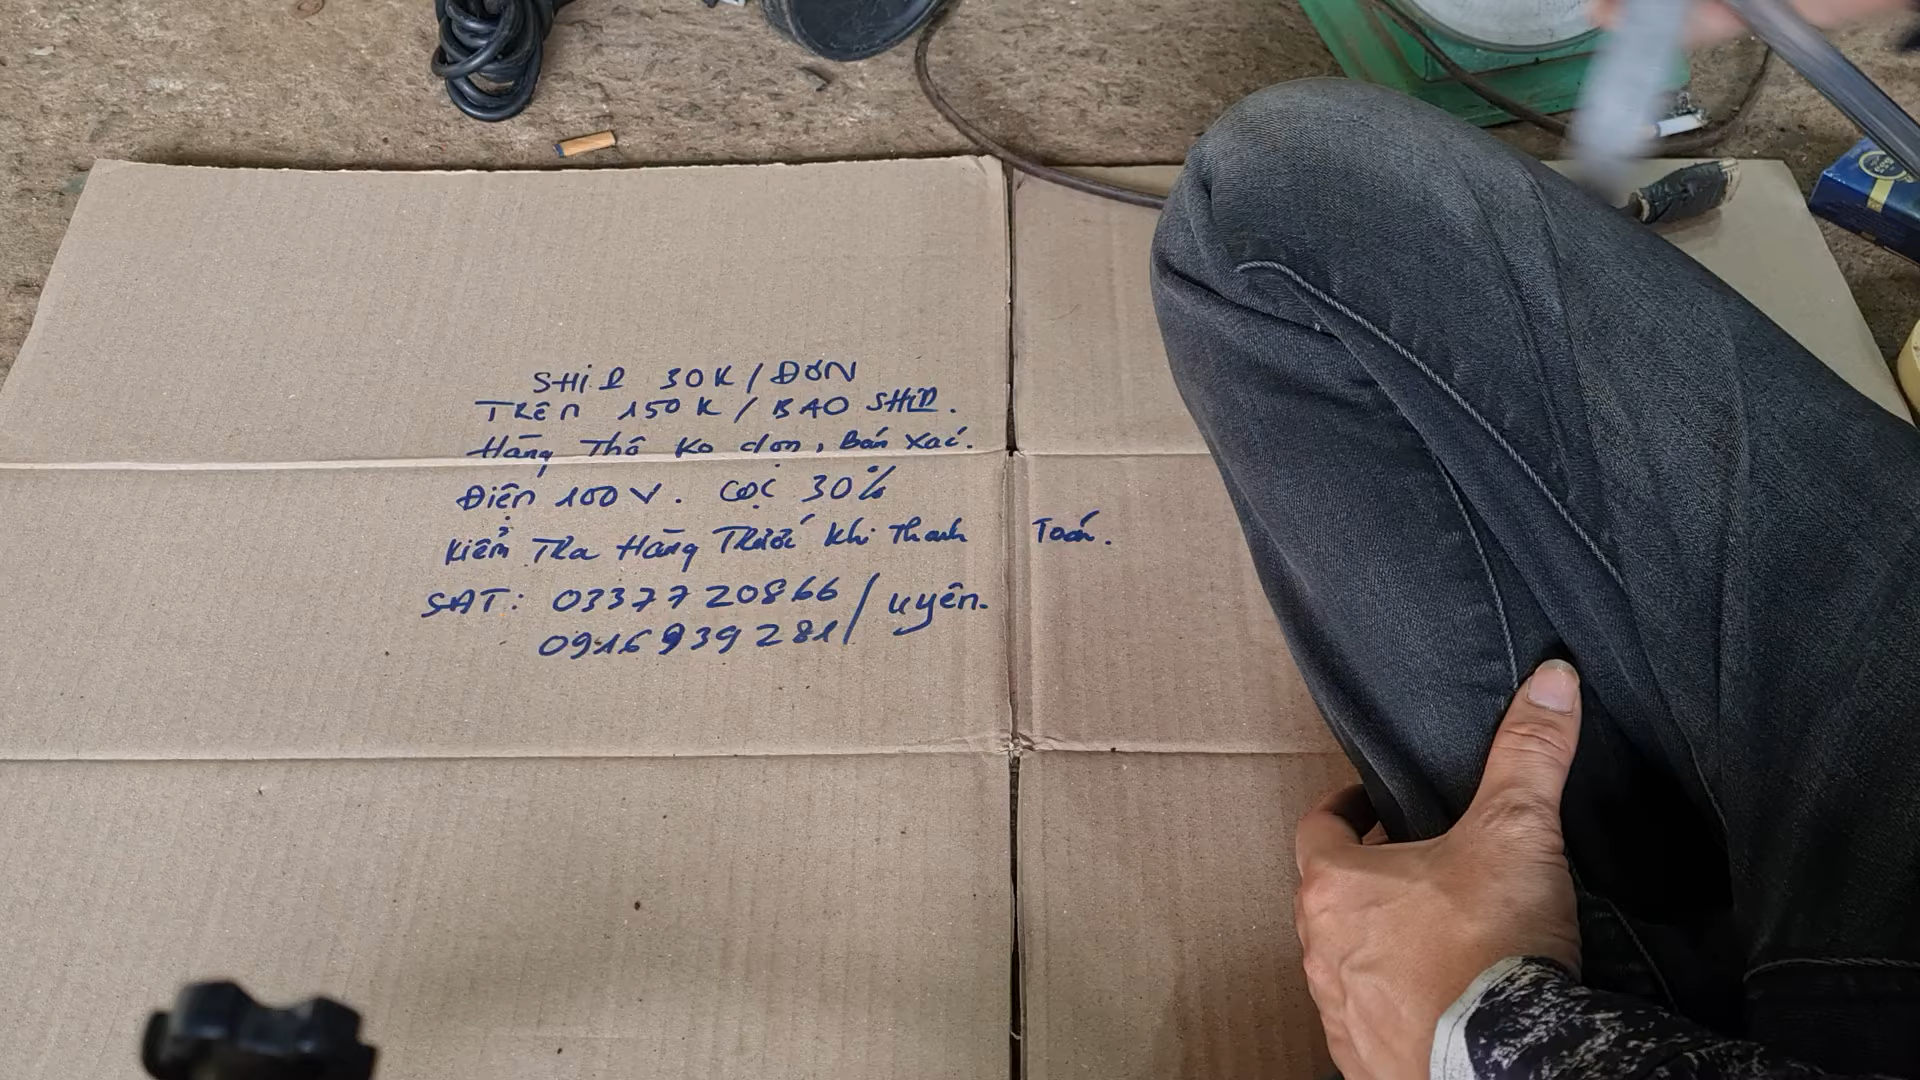 SHiP 30K/ĐƠN
TRÊN 150K/BAO SHIP.
Hàng Thô Ko dọn, Bán Xác.
Điện 100V. CỌC 30%
Kiểm TRa Hàng TRước Khi Thanh Toán.
SĐT: 0337720866/ uyên.
0916939281/